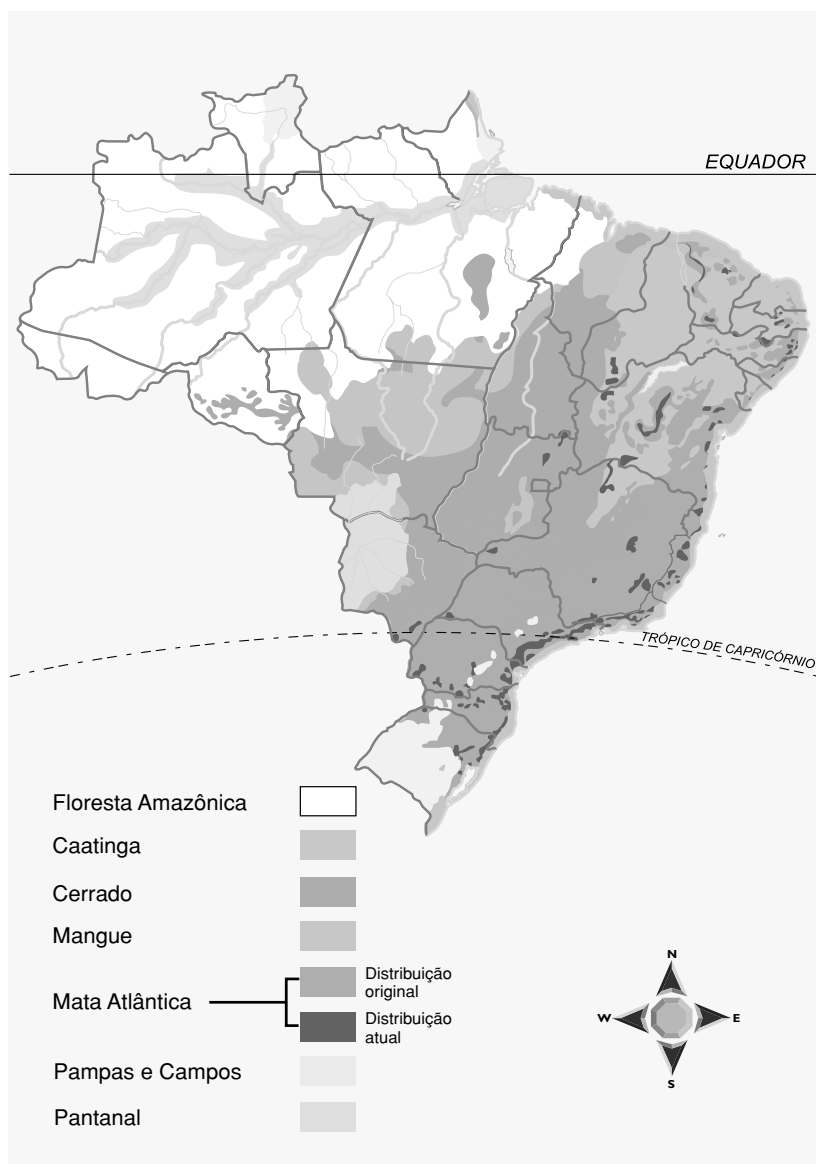 EQUADOR
TRÓPICO DE CAPRICÓRNIO
Floresta Amazônica
Caatinga
Cerrado
Mangue
Mata Atlântica
Distribuição
original
Distribuição
atual
Pampas e Campos
Pantanal
N
W
E
S